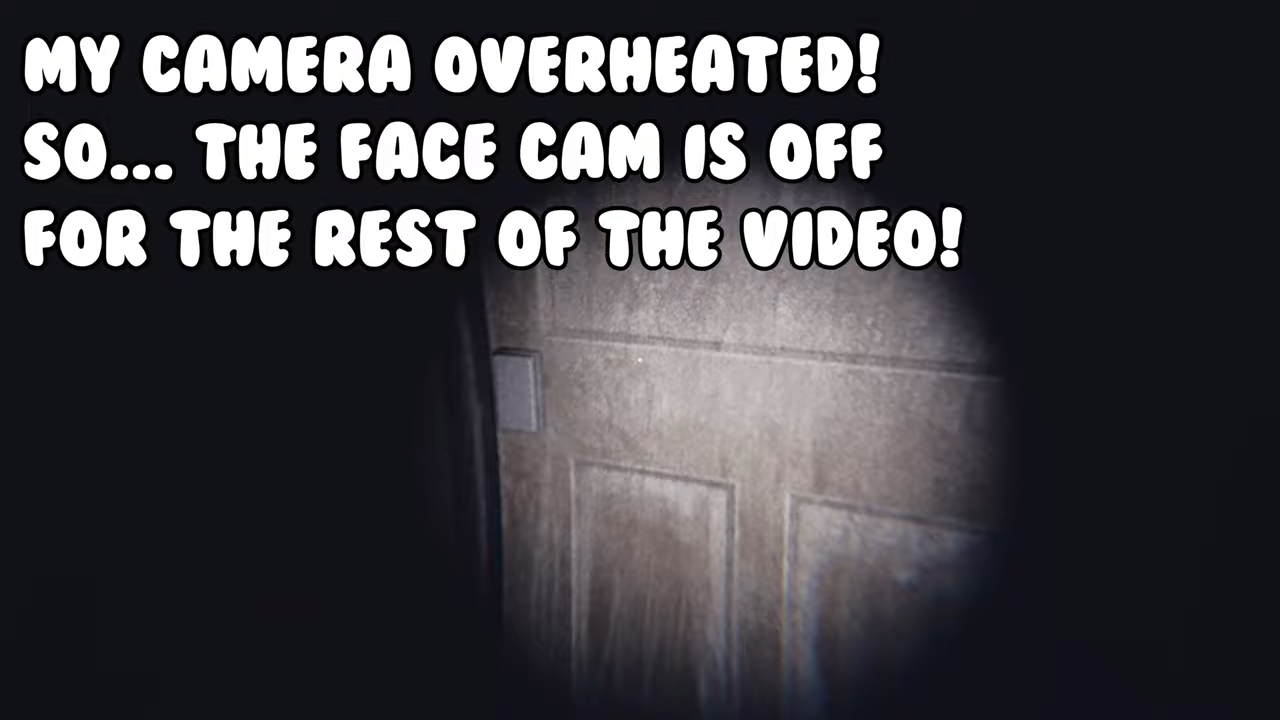 MY CAMERA OVERHEATED!
SO... THE FACE CAM IS OFF
FOR THE REST OF THE VIDEO!